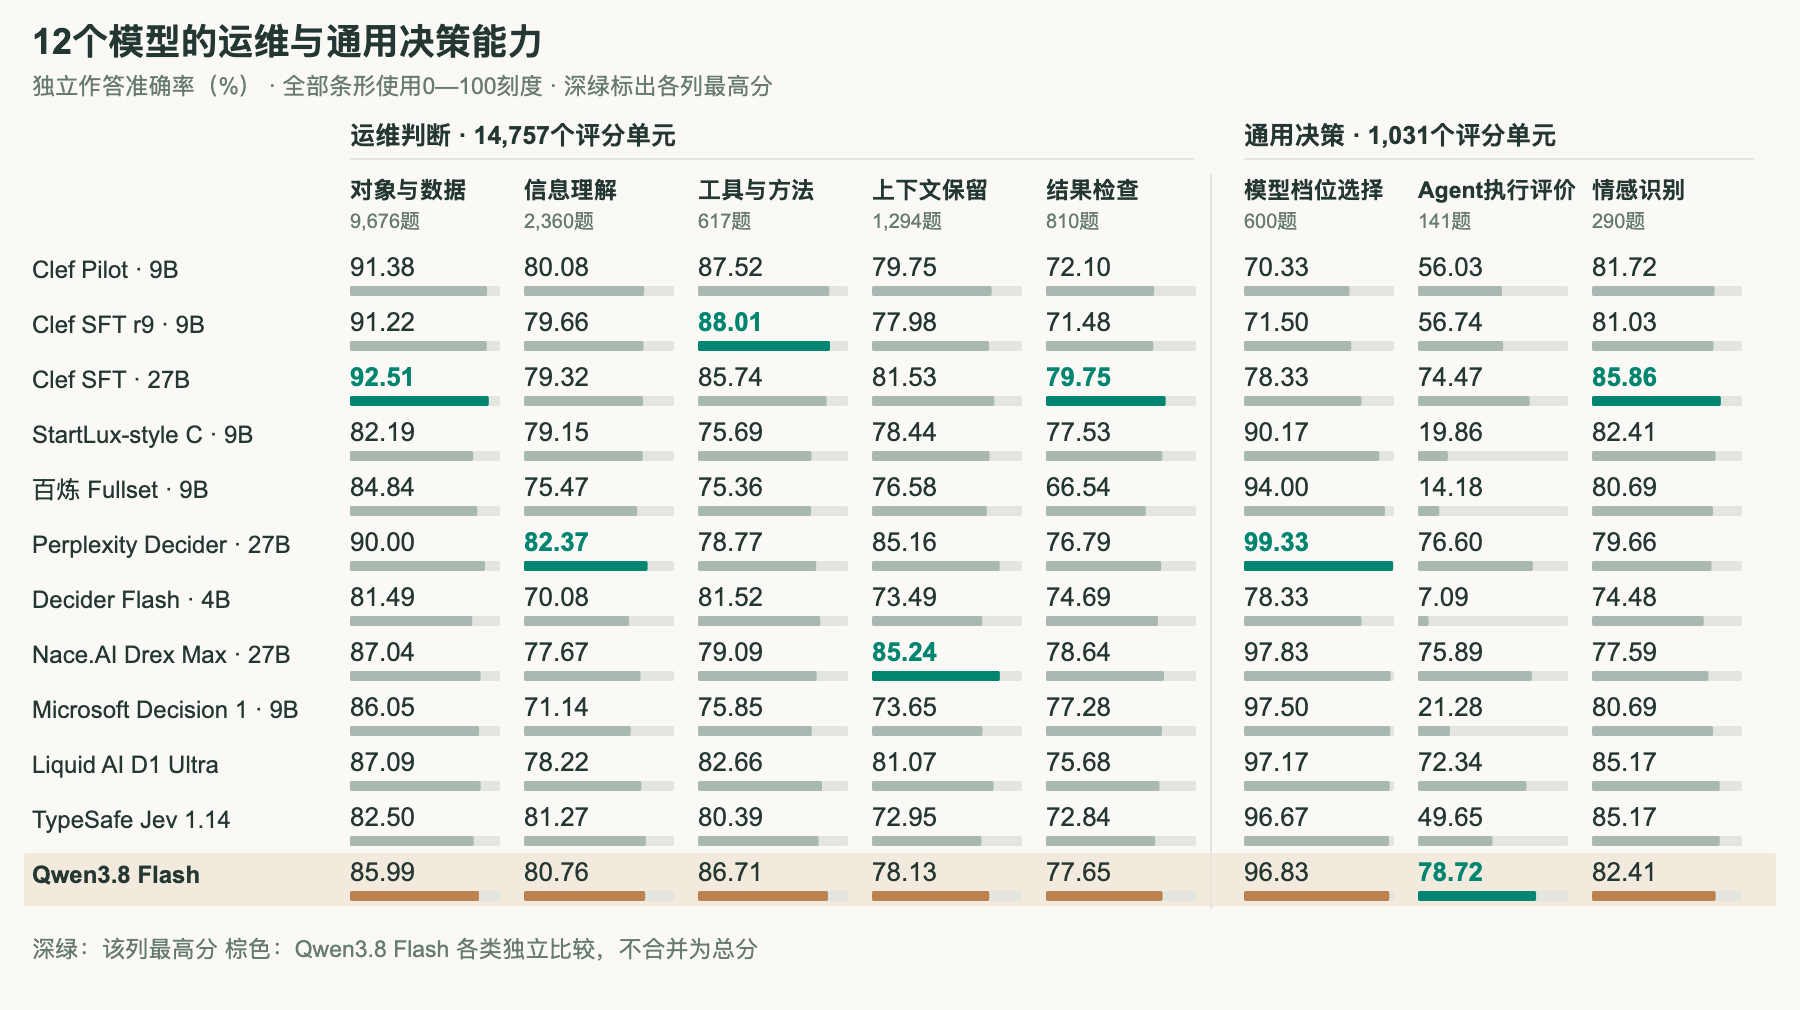 12个模型的运维与通用决策能力
独立作答准确率（%） · 全部条形使用0—100刻度 · 深绿标出各列最高分
运维判断 · 14,757个评分单元 通用决策 · 1,031个评分单元
对象与数据 信息理解 工具与方法 上下文保留 结果检查 模型档位选择 Agent执行评价 情感识别
9,676题 2,360题 617题 1,294题 810题 600题 141题 290题
Clef Pilot · 9B 91.38 80.08 87.52 79.75 72.10 70.33 56.03 81.72
Clef SFT r9 · 9B 91.22 79.66 88.01 77.98 71.48 71.50 56.74 81.03
Clef SFT · 27B 92.51 79.32 85.74 81.53 79.75 78.33 74.47 85.86
StartLux-style C · 9B 82.19 79.15 75.69 78.44 77.53 90.17 19.86 82.41
百炼 Fullset · 9B 84.84 75.47 75.36 76.58 66.54 94.00 14.18 80.69
Perplexity Decider · 27B 90.00 82.37 78.77 85.16 76.79 99.33 76.60 79.66
Decider Flash · 4B 81.49 70.08 81.52 73.49 74.69 78.33 7.09 74.48
Nace.AI Drex Max · 27B 87.04 77.67 79.09 85.24 78.64 97.83 75.89 77.59
Microsoft Decision 1 · 9B 86.05 71.14 75.85 73.65 77.28 97.50 21.28 80.69
Liquid AI D1 Ultra 87.09 78.22 82.66 81.07 75.68 97.17 72.34 85.17
TypeSafe Jev 1.14 82.50 81.27 80.39 72.95 72.84 96.67 49.65 85.17
Qwen3.8 Flash 85.99 80.76 86.71 78.13 77.65 96.83 78.72 82.41
深绿：该列最高分 棕色：Qwen3.8 Flash 各类独立比较，不合并为总分